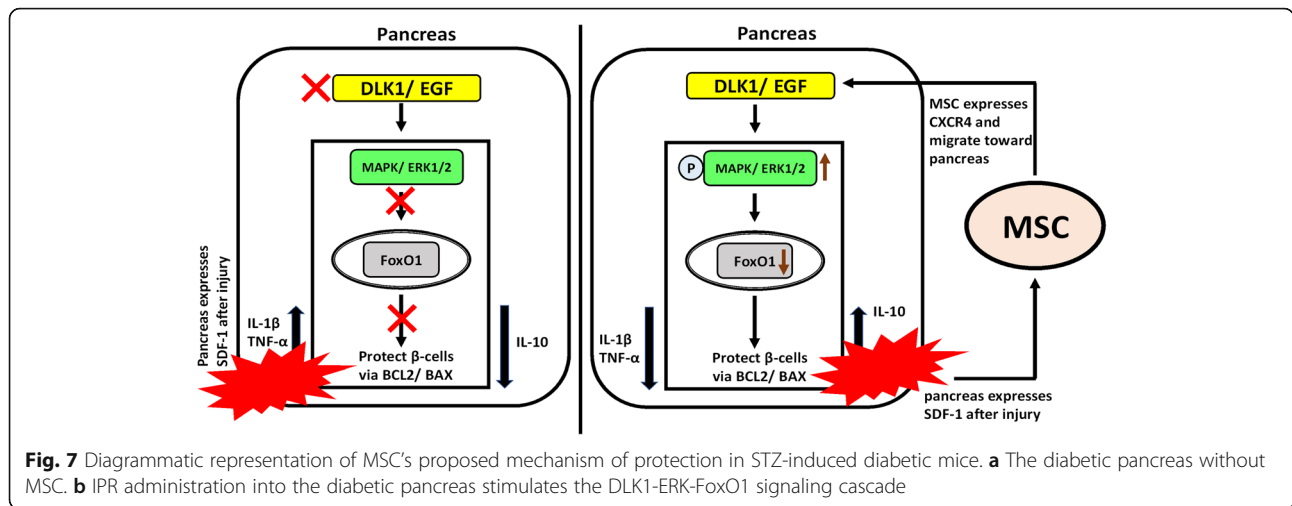 Pancreas
DLK1/ EGF
MAPK/ ERK1/2
FoxO1
Pancreas expresses
SDF-1 after injury
IL-1β
TNF-α
IL-10
Protect β-cells
via BCL2/ BAX
Pancreas
DLK1/ EGF
P
MAPK/ ERK1/2
FoxO1
IL-1β
TNF-α
IL-10
Protect β-cells
via BCL2/ BAX
MSC expresses
CXCR4 and
migrate toward
pancreas
MSC
pancreas expresses
SDF-1 after injury
Fig. 7 Diagrammatic representation of MSC’s proposed mechanism of protection in STZ-induced diabetic mice. a The diabetic pancreas without
MSC. b IPR administration into the diabetic pancreas stimulates the DLK1-ERK-FoxO1 signaling cascade